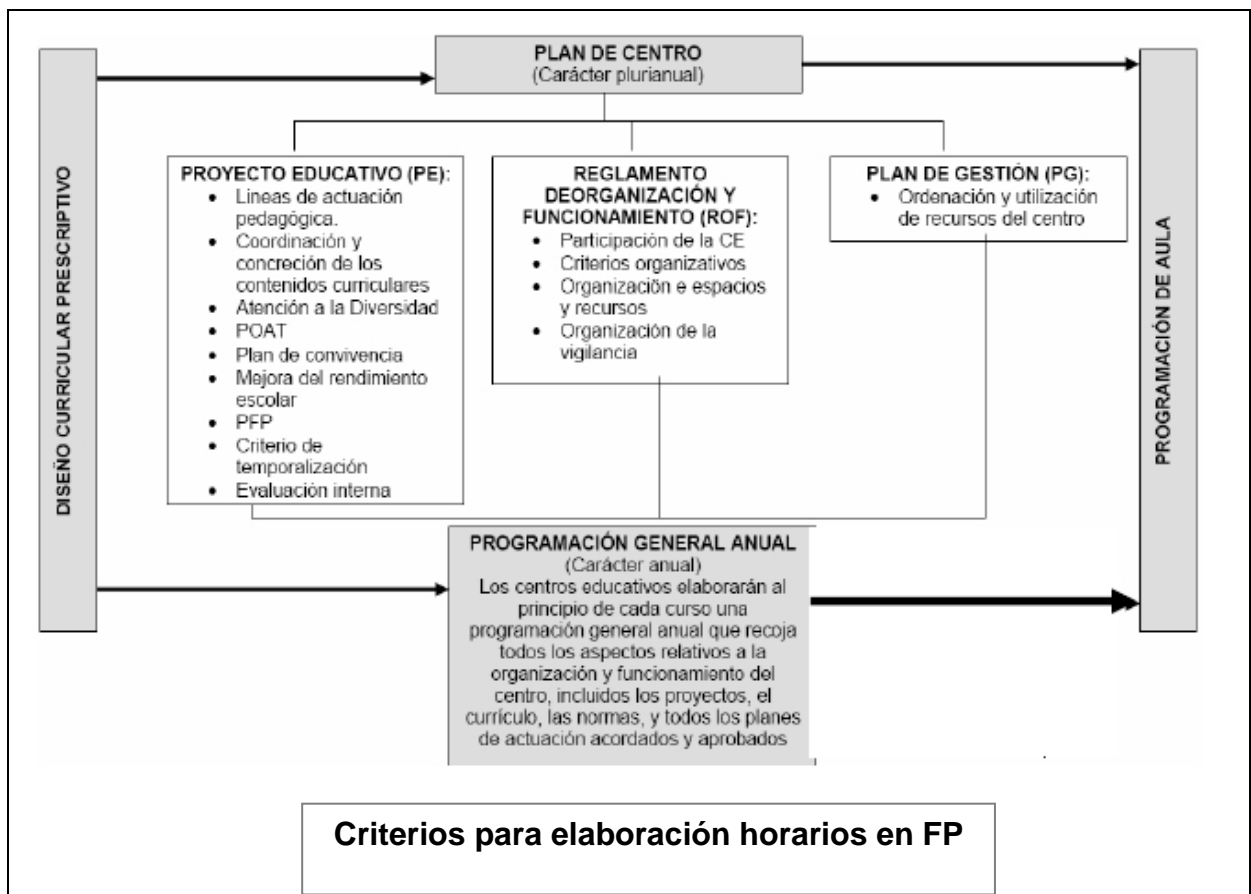 PLAN DE CENTRO
(Carácter plurianual)
DISEÑO CURRICULAR PRESCRIPTIVO
PROYECTO EDUCATIVO (PE):
• Lineas de actuación
pedagógica.
• Coordinación y
concreción de los
contenidos curriculares
• Atención a la Diversidad
• POAT
• Plan de convivencia
• Mejora del rendimiento
escolar
• PFP
• Criterio de
temporalización
• Evaluación interna
REGLAMENTO
DEORGANIZACIÓN Y
FUNCIONAMIENTO (ROF):
• Participación de la CE
• Criterios organizativos
• Organización e espacios
y recursos
• Organización de la
vigilancia
PLAN DE GESTIÓN (PG):
• Ordenación y utilización
de recursos del centro
PROGRAMACIÓN DE AULA
PROGRAMACIÓN GENERAL ANUAL
(Carácter anual)
Los centros educativos elaborarán al
principio de cada curso una
programación general anual que recoja
todos los aspectos relativos a la
organización y funcionamiento del
centro, incluidos los proyectos, el
currículo, las normas, y todos los planes
de actuación acordados y aprobados
Criterios para elaboración horarios en FP